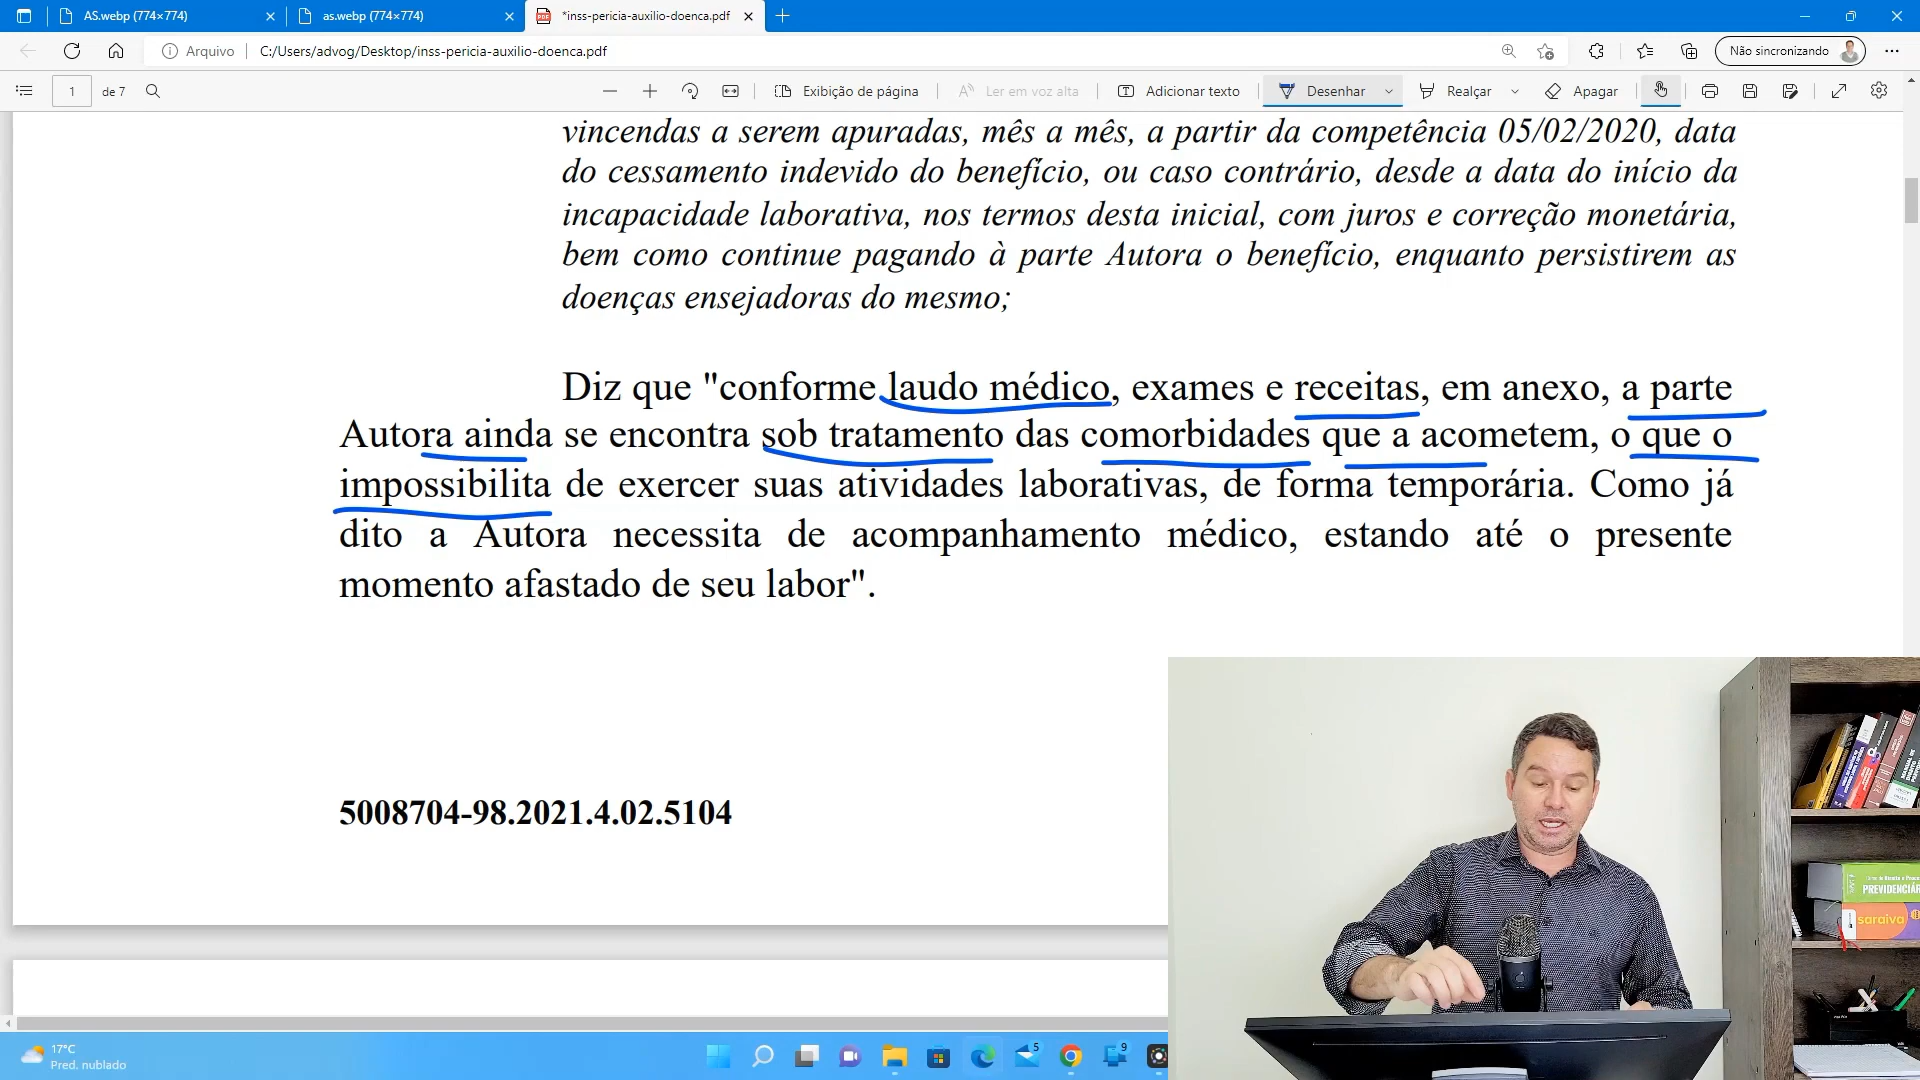 AS.webp (774×774)
as.webp (774×774)
*inss-pericia-auxilio-doenca.pdf
Arquivo
C:/Users/advog/Desktop/inss-pericia-auxilio-doenca.pdf
Não sincronizando
1 de 7
Exibição de página
Ler em voz alta
Adicionar texto
Desenhar
Realçar
Apagar
vincendas a serem apuradas, mês a mês, a partir da competência 05/02/2020, data
do cessamento indevido do benefício, ou caso contrário, desde a data do início da
incapacidade laborativa, nos termos desta inicial, com juros e correção monetária,
bem como continue pagando à parte Autora o benefício, enquanto persistirem as
doenças ensejadoras do mesmo;
Diz que "conforme laudo médico, exames e receitas, em anexo, a parte
Autora ainda se encontra sob tratamento das comorbidades que a acometem, o que o
impossibilita de exercer suas atividades laborativas, de forma temporária. Como já
dito a Autora necessita de acompanhamento médico, estando até o presente
momento afastado de seu labor".
5008704-98.2021.4.02.5104
PREVIDENCIÁR
saraiva
17°C
Pred. nublado
5
9